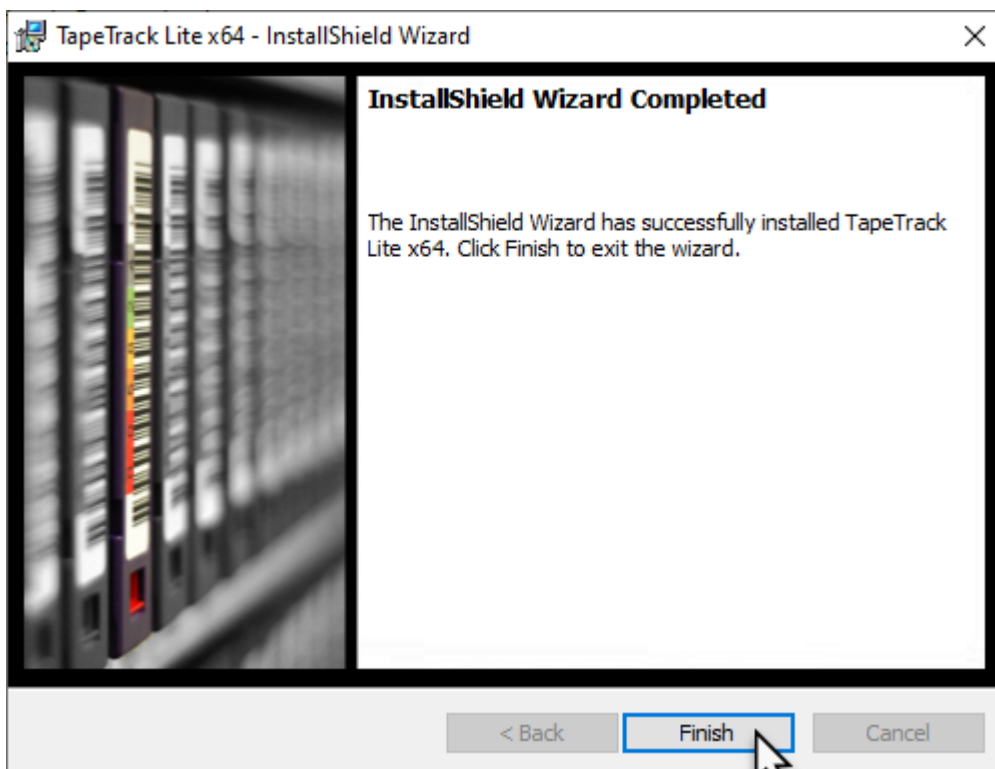 TapeTrack Lite x64 - InstallShield Wizard
InstallShield Wizard Completed
The InstallShield Wizard has successfully installed TapeTrack
Lite x64. Click Finish to exit the wizard.
< Back
Finish
Cancel